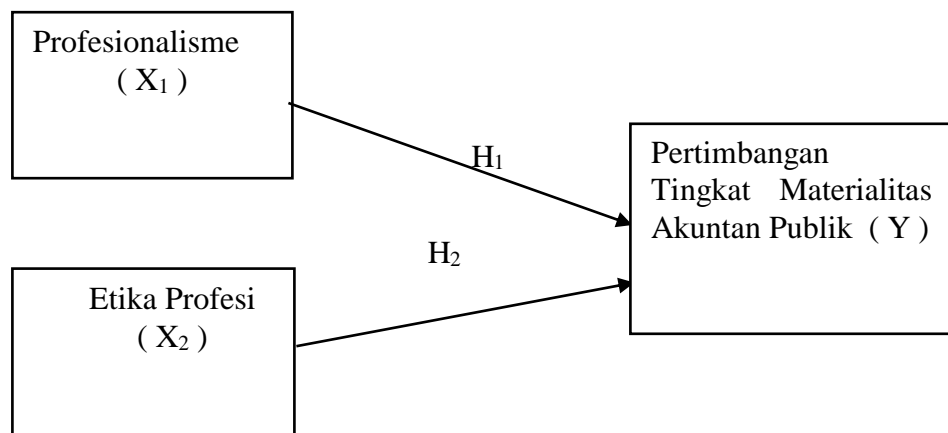 Profesionalisme
( X₁ )
H₁
Pertimbangan
Tingkat Materialitas
Akuntan Publik ( Y )
H₂
Etika Profesi
( X₂ )